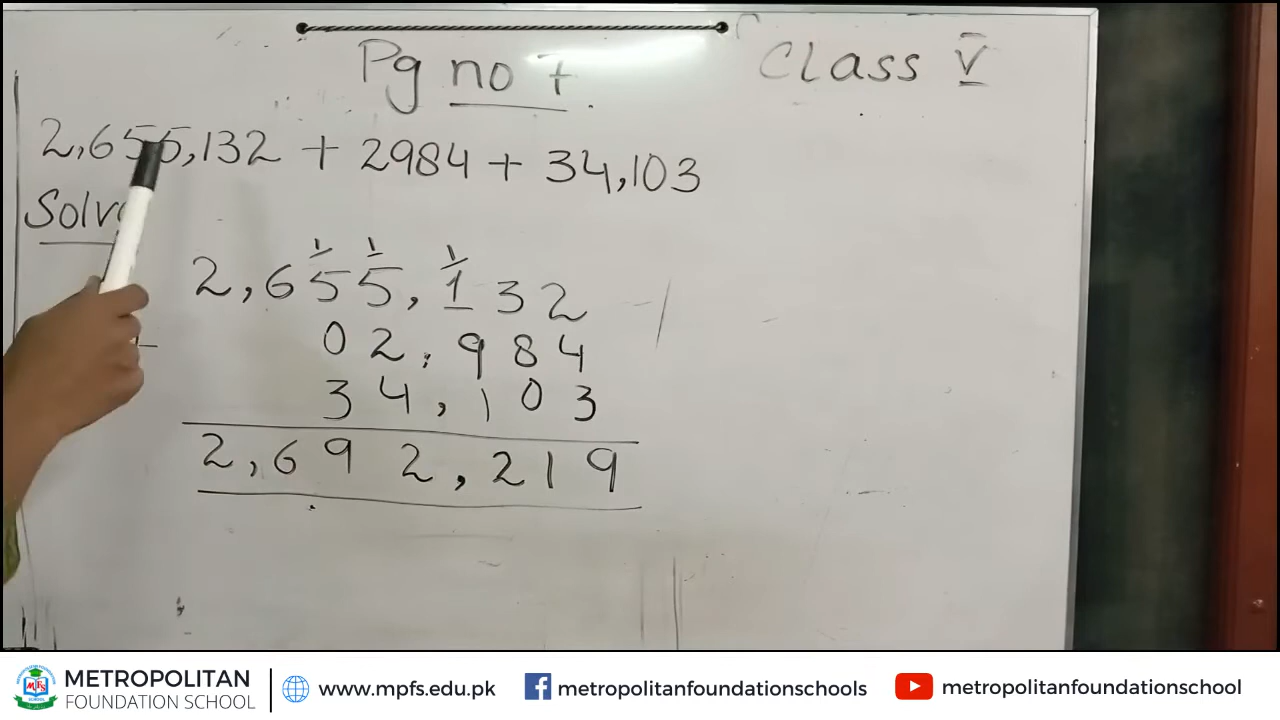 Pg no 7 Class V
2,655,132 + 2984 + 34,103
Solve
1 1 1
2,655,132
02,984
34,103
2,692,219
METROPOLITAN
FOUNDATION SCHOOL
www.mpfs.edu.pk
metropolitanfoundationschools
metropolitanfoundationschool